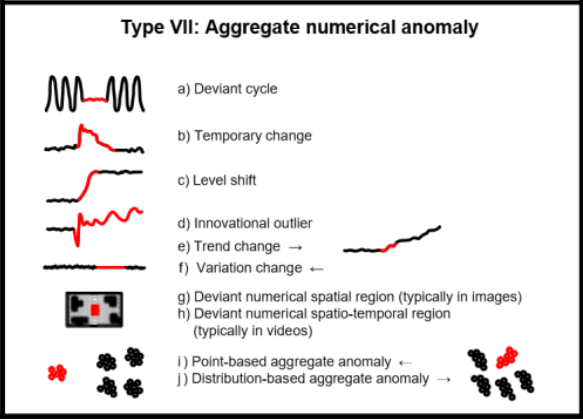 Type VII: Aggregate numerical anomaly
a) Deviant cycle
b) Temporary change
c) Level shift
d) Innovational outlier
e) Trend change →
f) Variation change ←
g) Deviant numerical spatial region (typically in images)
h) Deviant numerical spatio-temporal region
(typically in videos)
i) Point-based aggregate anomaly ←
j) Distribution-based aggregate anomaly →